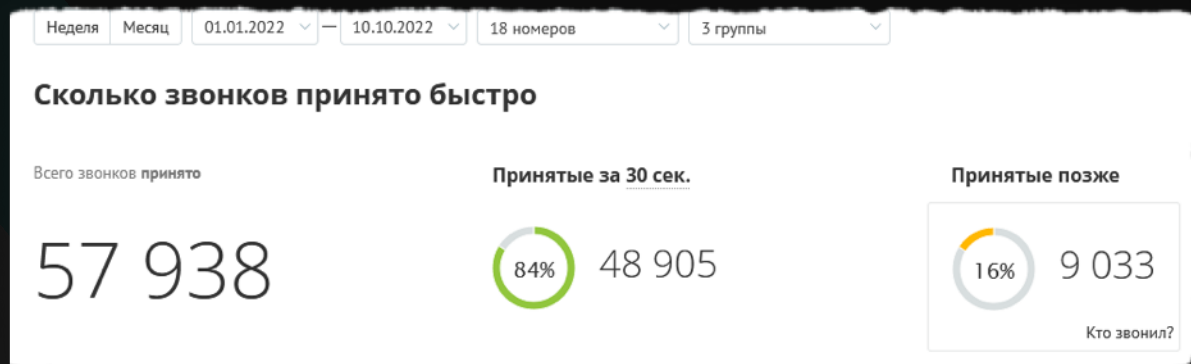 Неделя Месяц 01.01.2022 — 10.10.2022 18 номеров 3 группы
Сколько звонков принято быстро
Всего звонков принято Принятые за 30 сек. Принятые позже
57 938 84% 48 905 16% 9 033
Кто звонил?